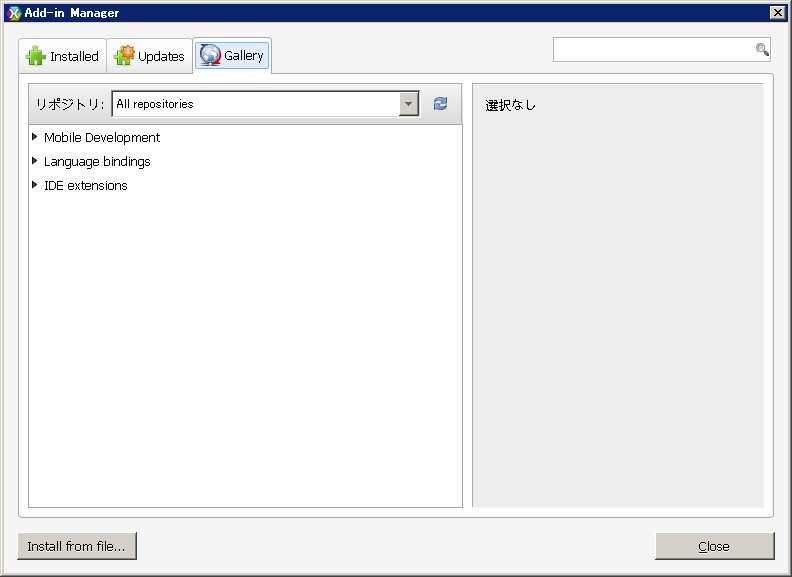 Add-in Manager
Installed
Updates
Gallery
リポジトリ: All repositories
選択なし
Mobile Development
Language bindings
IDE extensions
Install from file...
Close